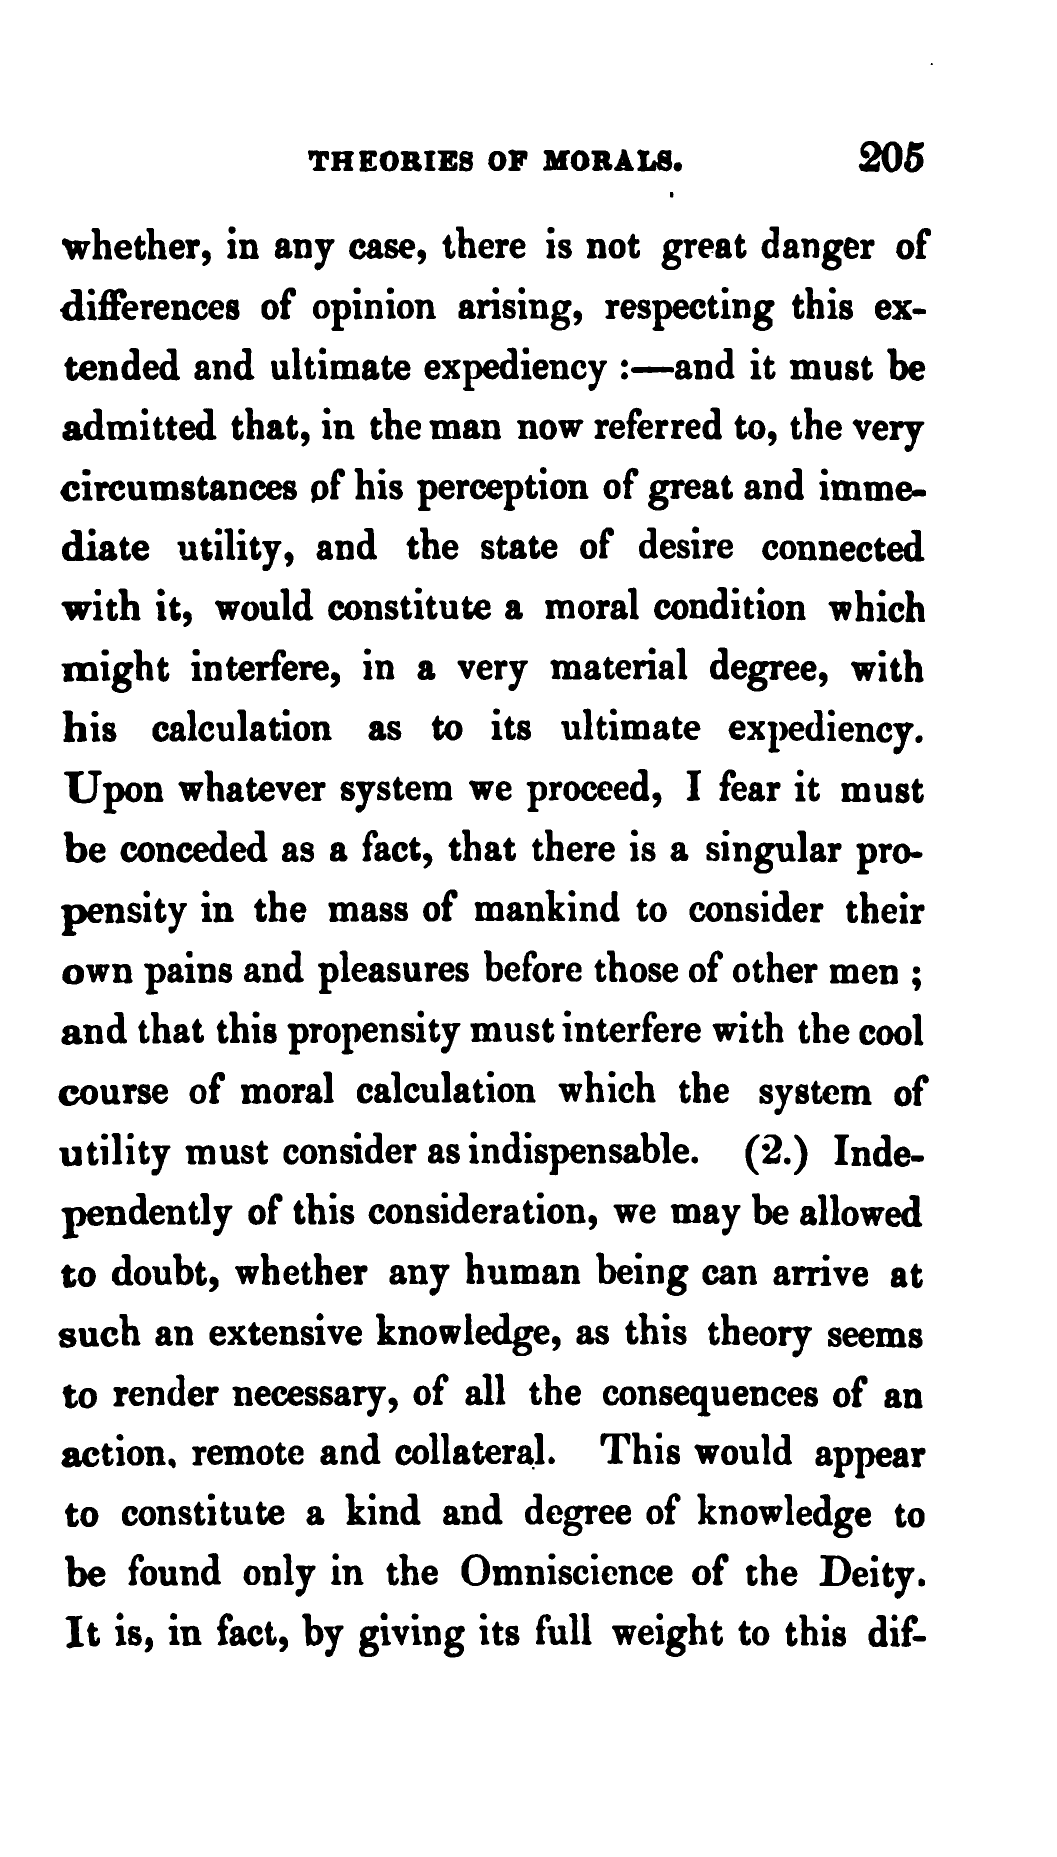 THEORIES OF MORALS. 205
whether, in any case, there is not great danger of
differences of opinion arising, respecting this ex-
tended and ultimate expediency :—and it must be
admitted that, in the man now referred to, the very
circumstances of his perception of great and imme-
diate utility, and the state of desire connected
with it, would constitute a moral condition which
might interfere, in a very material degree, with
his calculation as to its ultimate expediency.
Upon whatever system we proceed, I fear it must
be conceded as a fact, that there is a singular pro-
pensity in the mass of mankind to consider their
own pains and pleasures before those of other men ;
and that this propensity must interfere with the cool
course of moral calculation which the system of
utility must consider as indispensable. (2.) Inde-
pendently of this consideration, we may be allowed
to doubt, whether any human being can arrive at
such an extensive knowledge, as this theory seems
to render necessary, of all the consequences of an
action, remote and collateral. This would appear
to constitute a kind and degree of knowledge to
be found only in the Omniscience of the Deity.
It is, in fact, by giving its full weight to this dif-